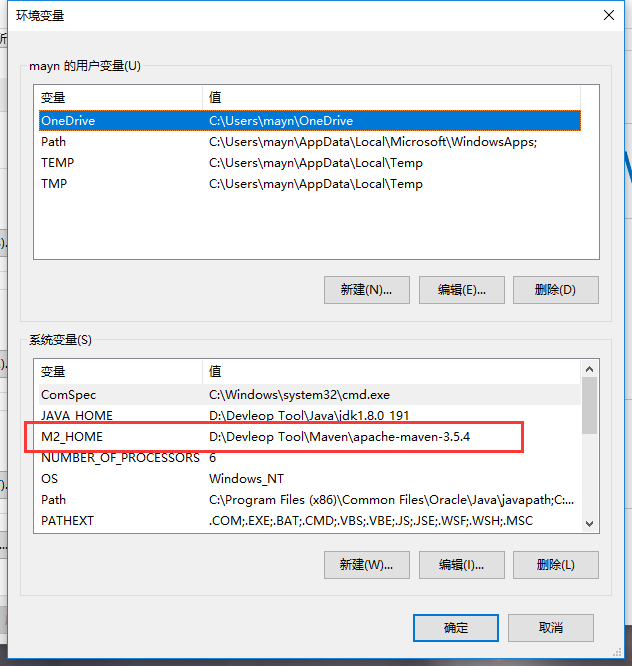 环境变量
mayn 的用户变量(U)
变量 值
OneDrive C:\Users\mayn\OneDrive
Path C:\Users\mayn\AppData\Local\Microsoft\WindowsApps;
TEMP C:\Users\mayn\AppData\Local\Temp
TMP C:\Users\mayn\AppData\Local\Temp
新建(N)... 编辑(E)... 删除(D)
系统变量(S)
变量 值
ComSpec C:\Windows\system32\cmd.exe
JAVA_HOME D:\Devleop Tool\Java\jdk1.8.0_191
M2_HOME D:\Devleop Tool\Maven\apache-maven-3.5.4
NUMBER_OF_PROCESSORS 6
OS Windows_NT
Path C:\Program Files (x86)\Common Files\Oracle\Java\javapath;C:...
PATHEXT .COM;.EXE;.BAT;.CMD;.VBS;.VBE;.JS;.JSE;.WSF;.WSH;.MSC
新建(W)... 编辑(I)... 删除(L)
确定 取消